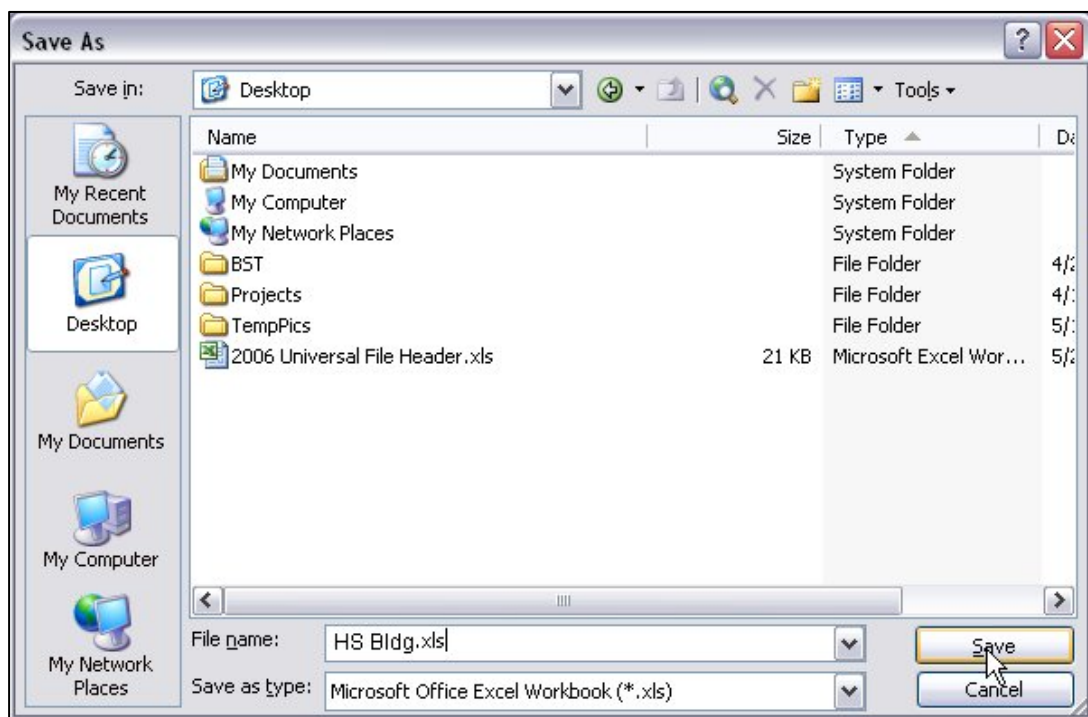 Save As
Save in:
Desktop
Tools
Name Size Type
My Documents System Folder
My Computer System Folder
My Network Places System Folder
BST File Folder
Projects File Folder
TempPics File Folder
2006 Universal File Header.xls 21 KB Microsoft Excel Wor...
My Recent
Documents
Desktop
My Documents
My Computer
My Network
Places
File name: HS Bldg.xls
Save
Save as type: Microsoft Office Excel Workbook (*.xls)
Cancel